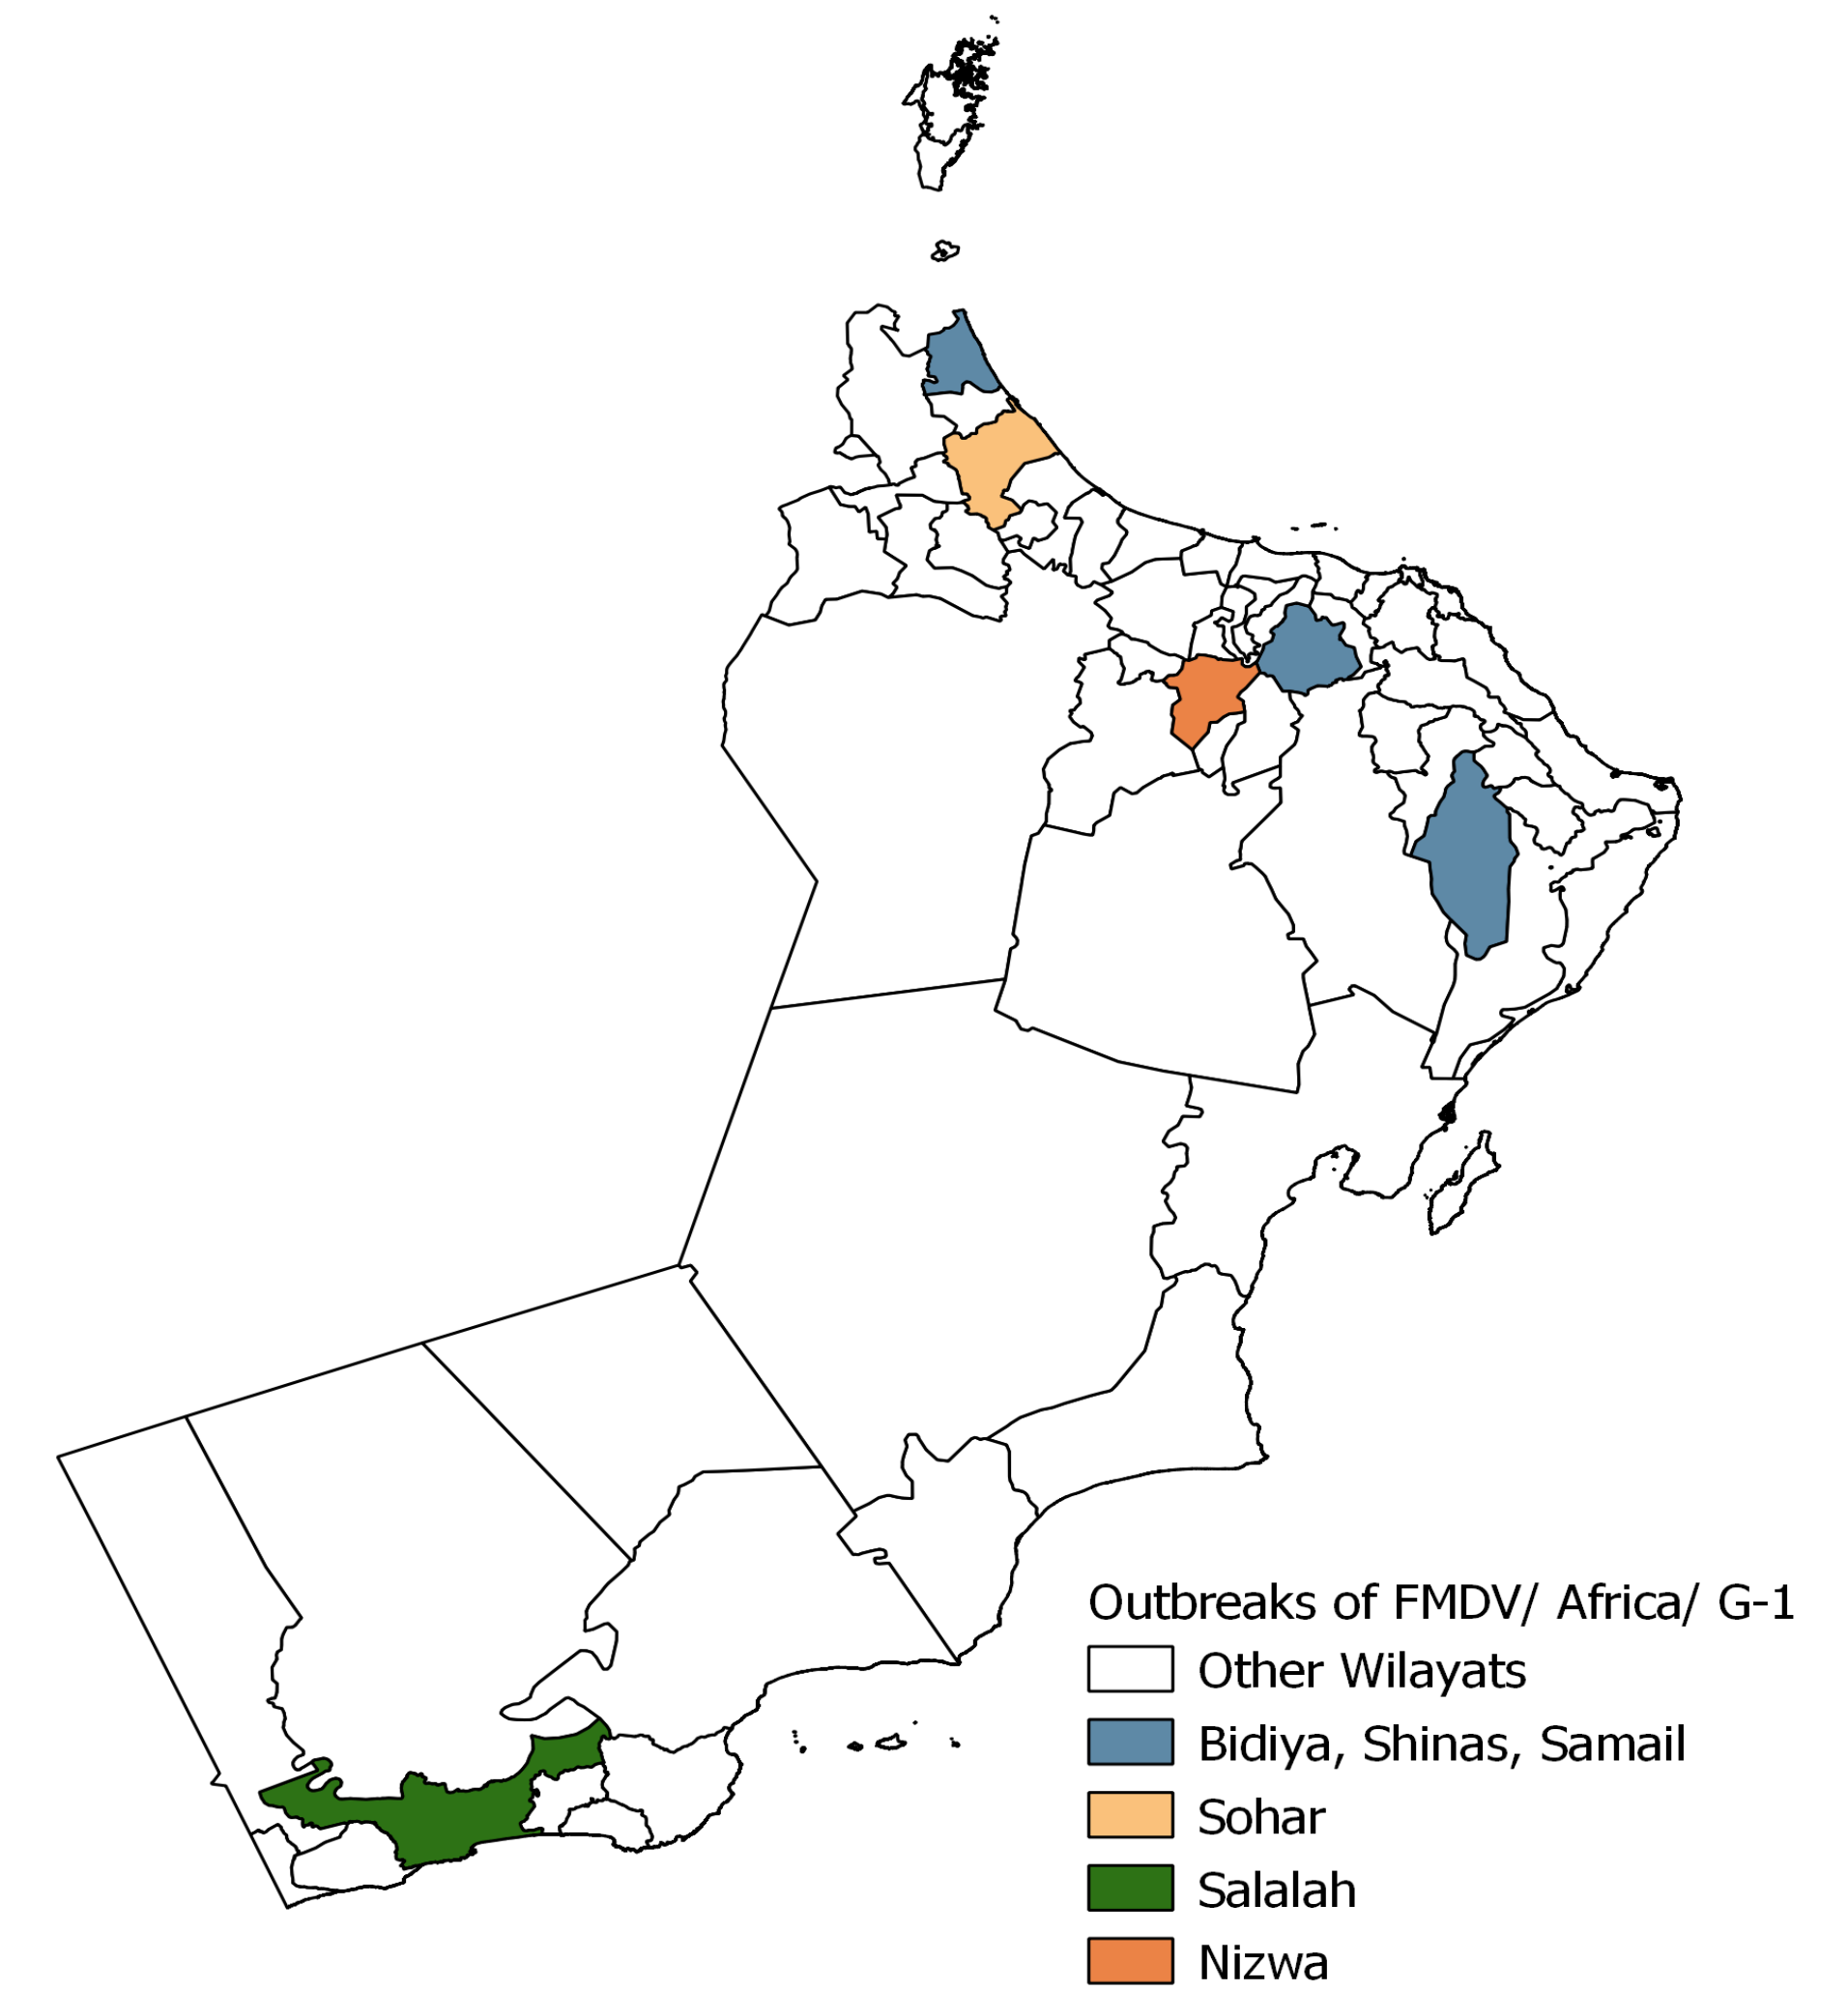 Outbreaks of FMDV/ Africa/ G-1
Other Wilayats
Bidiya, Shinas, Samail
Sohar
Salalah
Nizwa